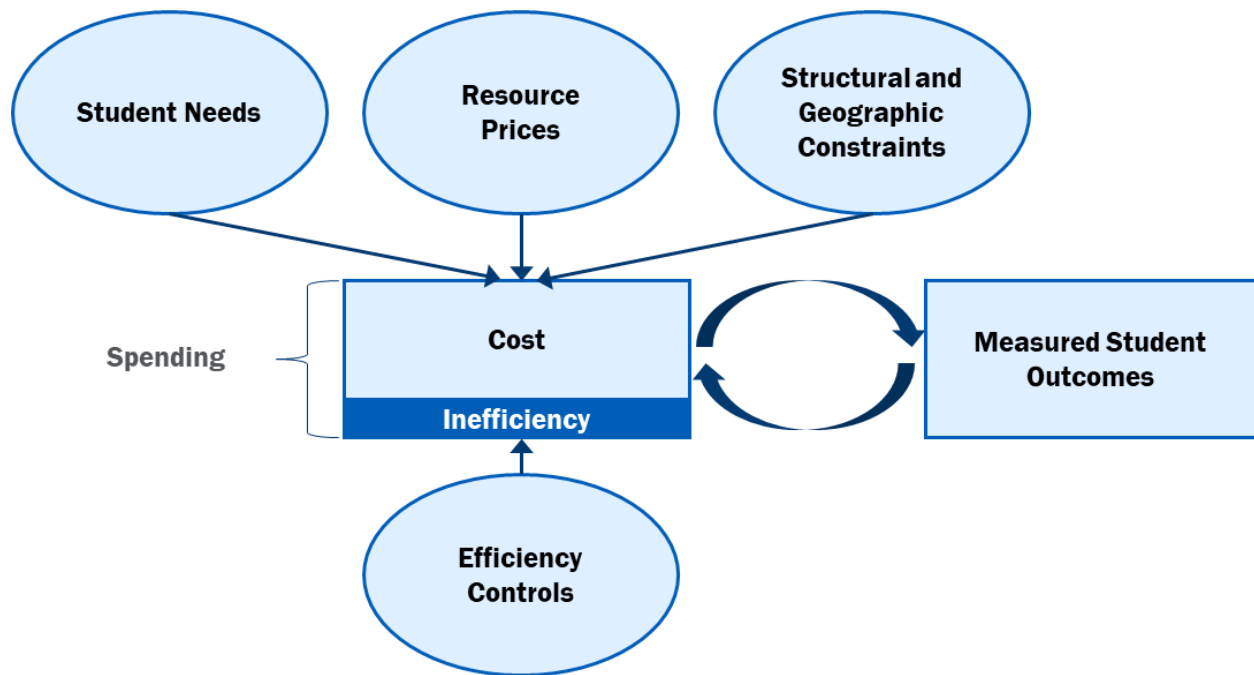 Student Needs
Resource
Prices
Structural and
Geographic
Constraints
Spending
Cost
Inefficiency
Measured Student
Outcomes
Efficiency
Controls